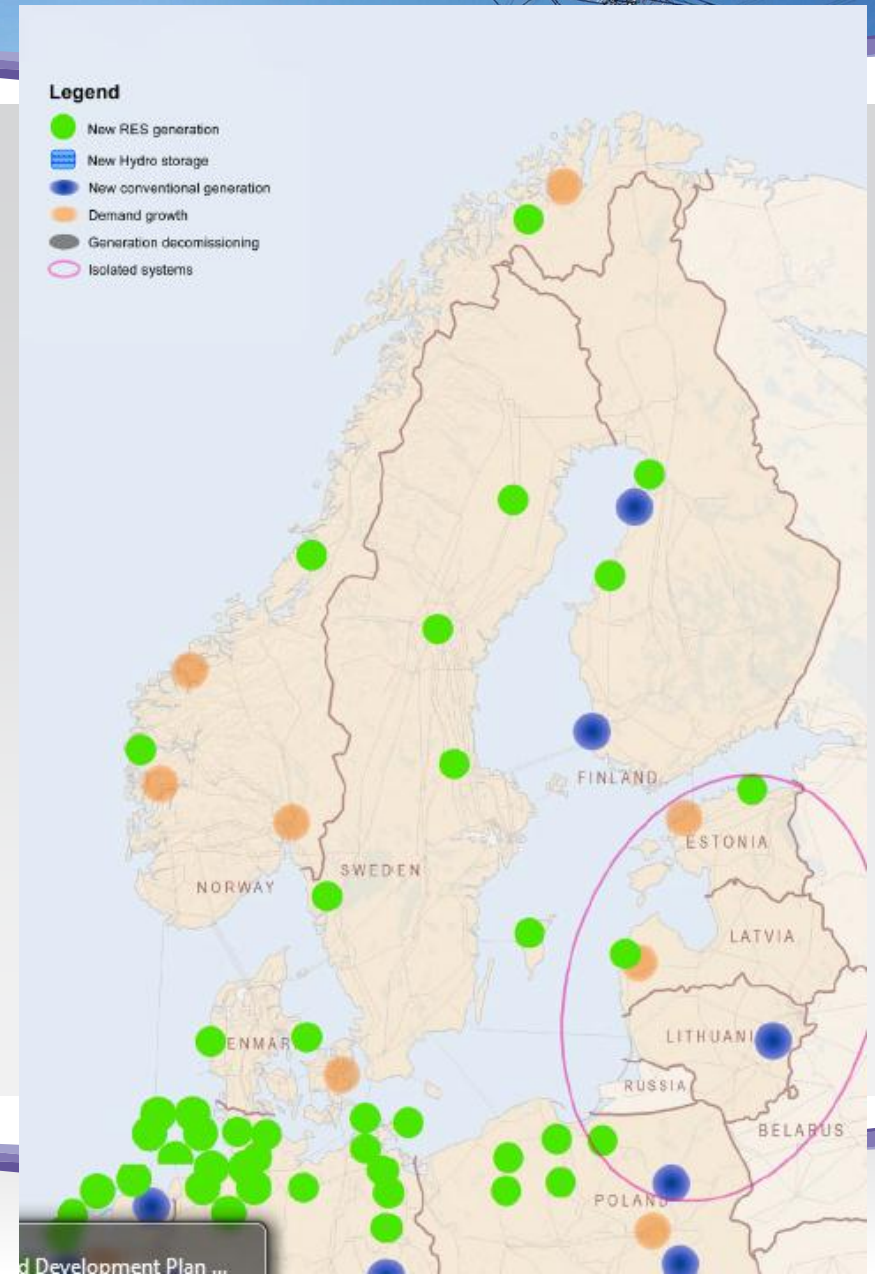 Legend
New RES generation
New Hydro storage
New conventional generation
Demand growth
Generation decomissioning
Isolated systems
FINLAND
ESTONIA
SWEDEN
NORWAY
LATVIA
ENMAR
LITHUANI
RUSSIA
BELARUS
POLAND
d Development Plan ...